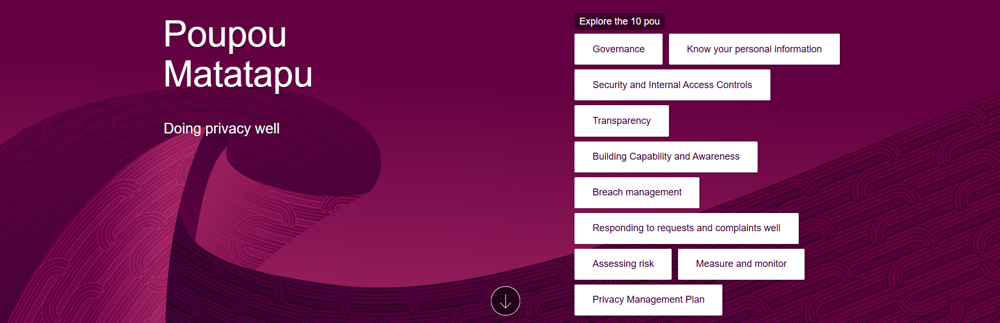 Poupou
Matatapu
Doing privacy well
Explore the 10 pou
Governance
Know your personal information
Security and Internal Access Controls
Transparency
Building Capability and Awareness
Breach management
Responding to requests and complaints well
Assessing risk
Measure and monitor
Privacy Management Plan